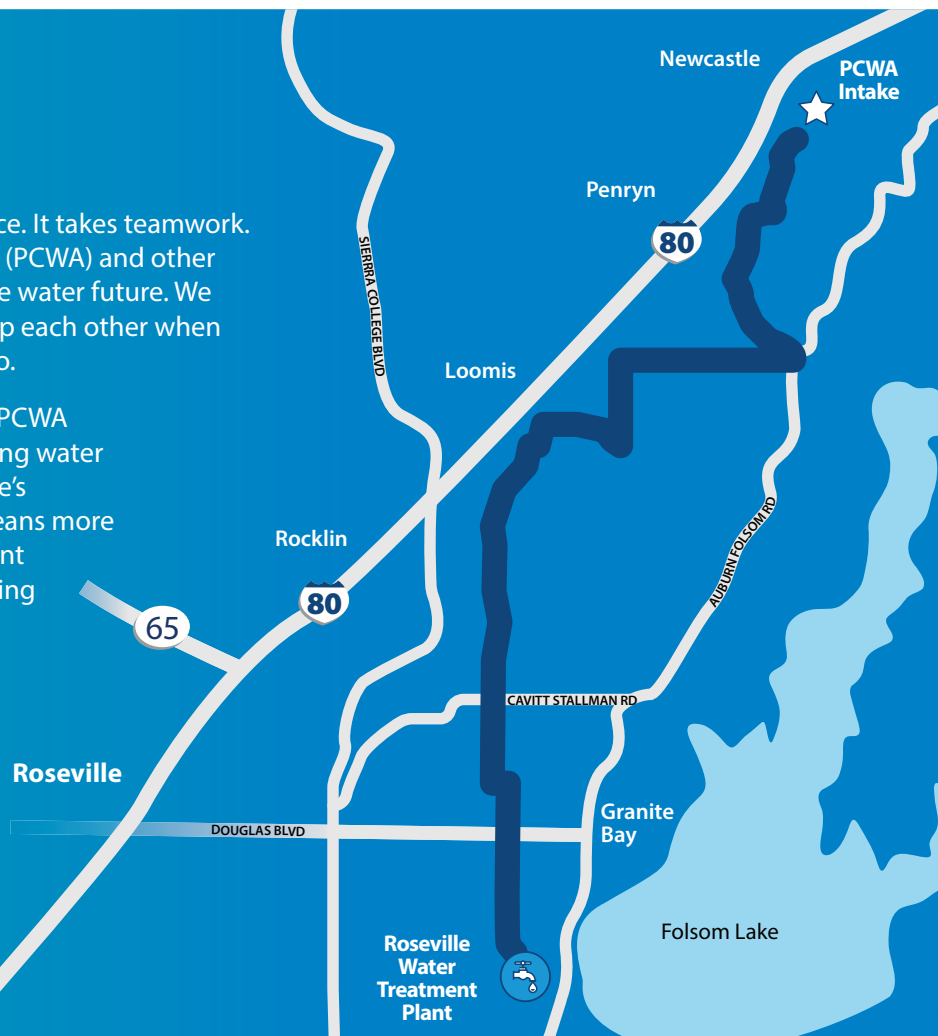 Newcastle
PCWA
Intake
Penryn
80
ce. It takes teamwork.
(PCWA) and other
e water future. We
p each other when
o.
SIERRRA COLLEGE BLVD
Loomis
PCWA
ng water
e's
eans more
nt
ing
Rocklin
80
65
AUBURN FOLSOM RD
CAVITT STALLMAN RD
Roseville
DOUGLAS BLVD
Granite
Bay
Folsom Lake
Roseville
Water
Treatment
Plant